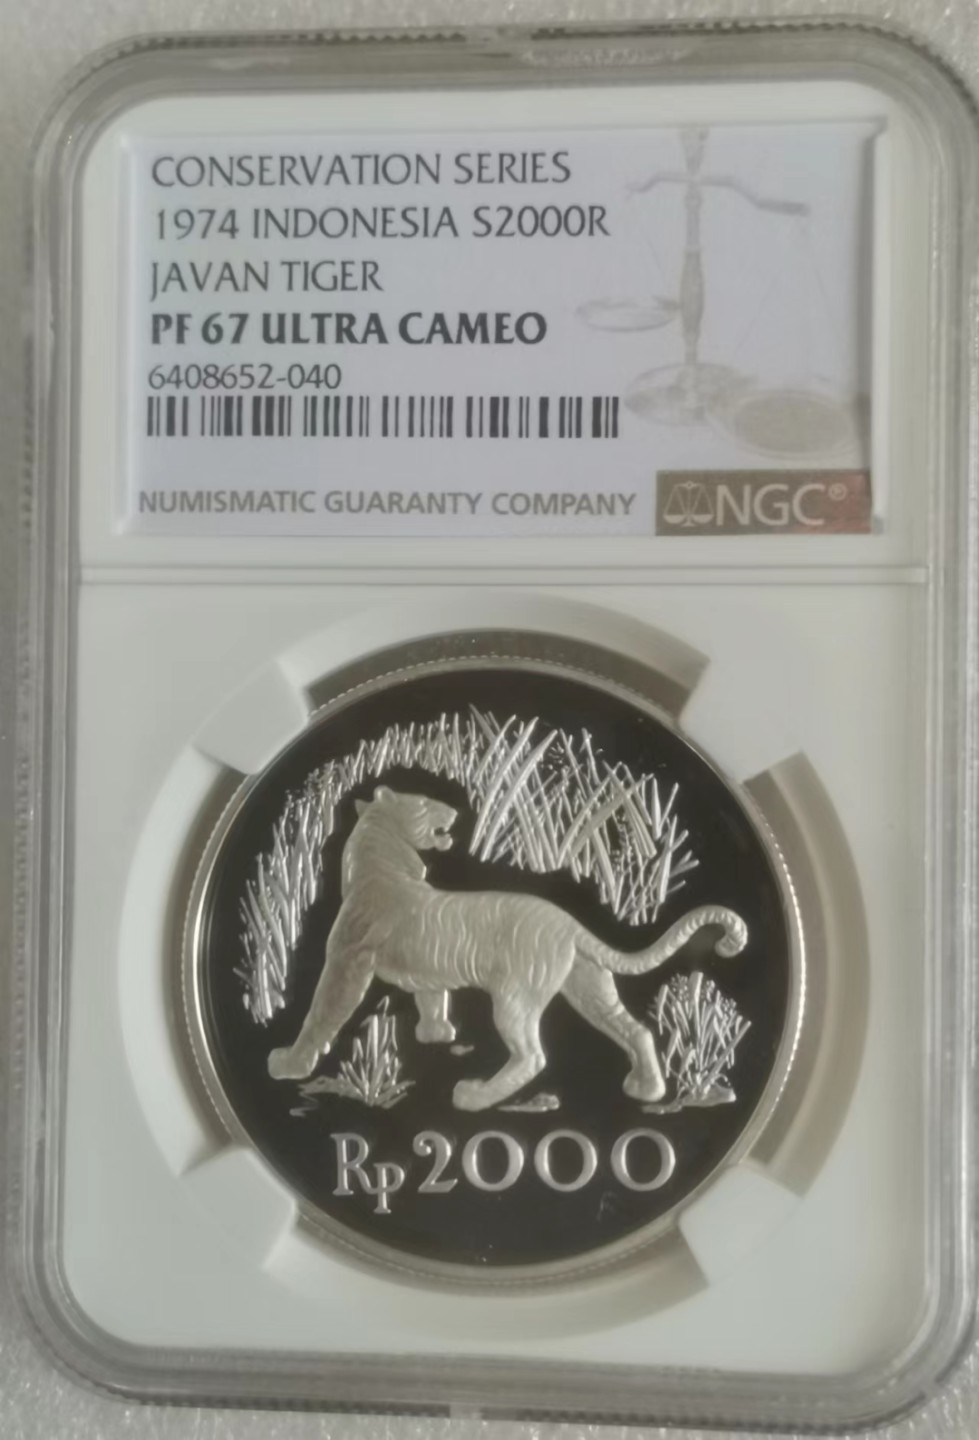 CONSERVATION SERIES
1974 INDONESIA S2000R
JAVAN TIGER
PF 67 ULTRA CAMEO
6408652-040
NUMISMATIC GUARANTY COMPANY
NGC®
Rp 2000